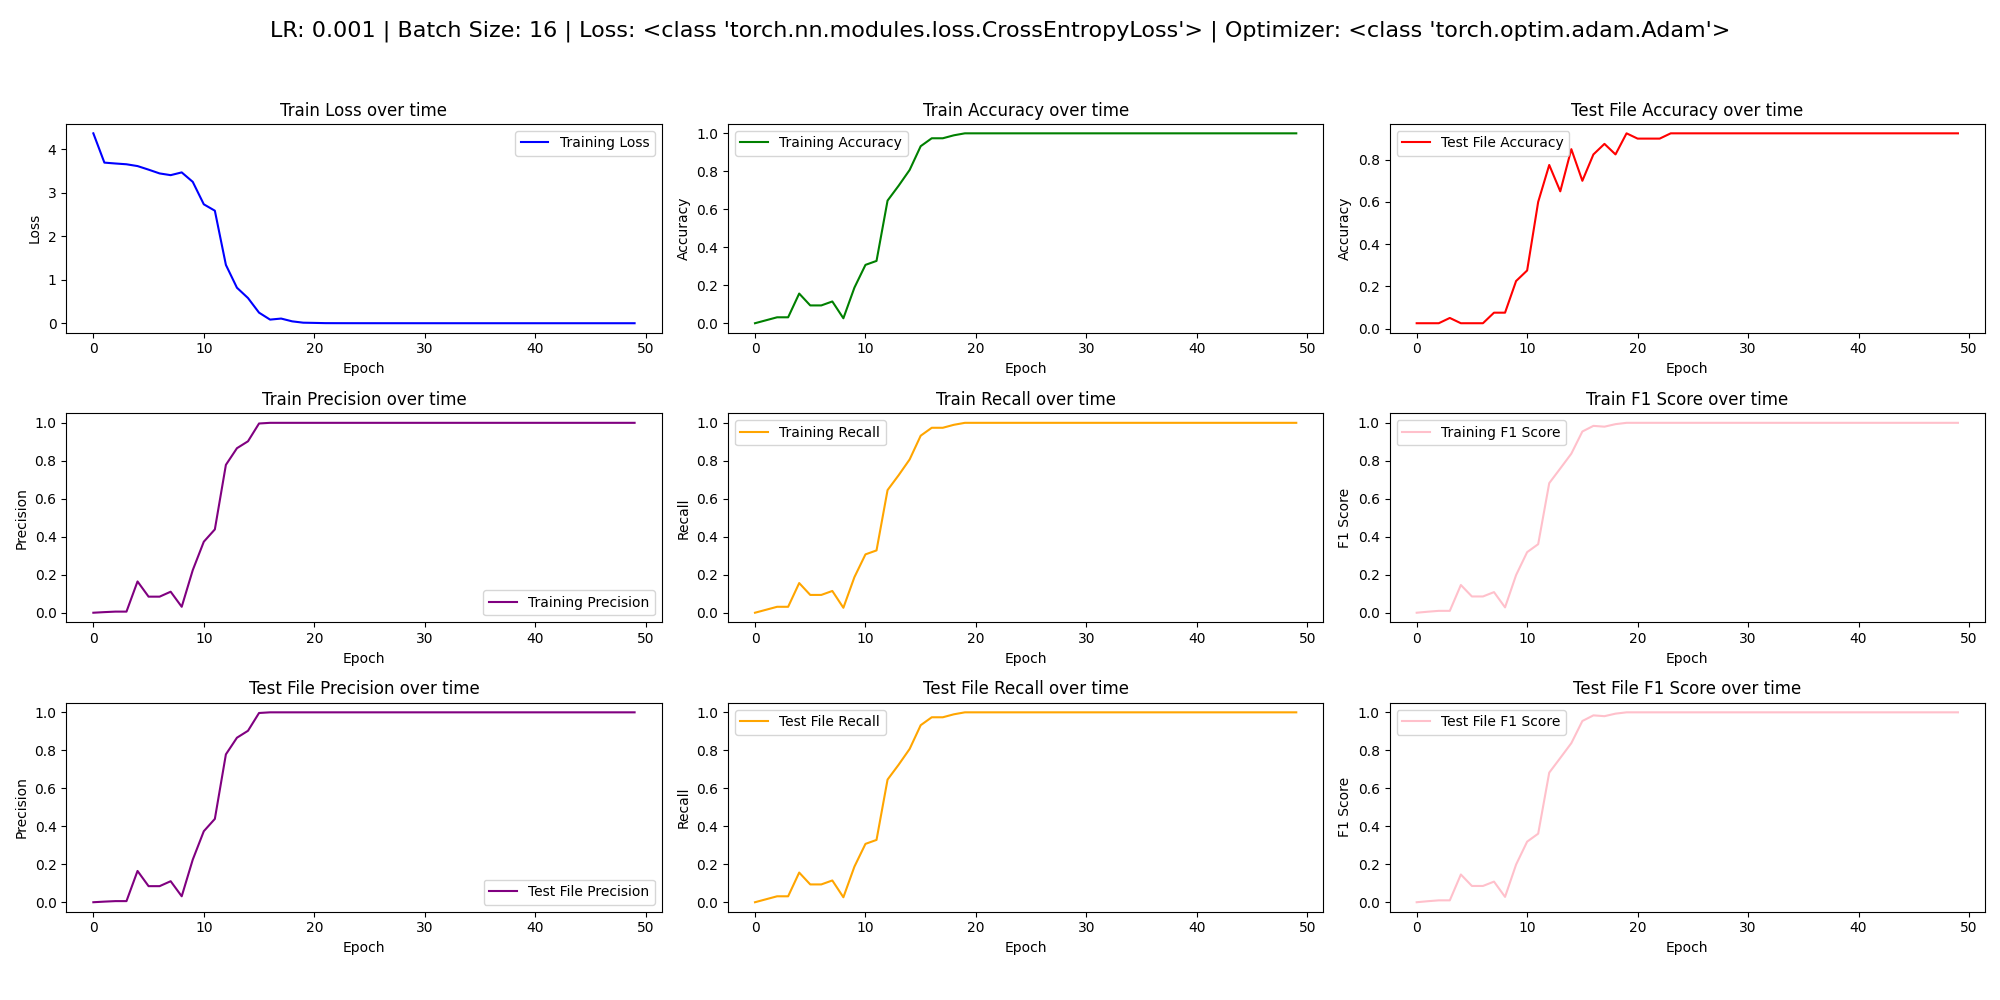 LR: 0.001 | Batch Size: 16 | Loss: <class 'torch.nn.modules.loss.CrossEntropyLoss'> | Optimizer: <class 'torch.optim.adam.Adam'>
Train Loss over time
Training Loss
Loss
4
3
2
1
0
0 10 20 30 40 50
Epoch
Train Accuracy over time
Training Accuracy
Accuracy
1.0
0.8
0.6
0.4
0.2
0.0
0 10 20 30 40 50
Epoch
Test File Accuracy over time
Test File Accuracy
Accuracy
0.8
0.6
0.4
0.2
0.0
0 10 20 30 40 50
Epoch
Train Precision over time
Training Precision
Precision
1.0
0.8
0.6
0.4
0.2
0.0
0 10 20 30 40 50
Epoch
Train Recall over time
Training Recall
Recall
1.0
0.8
0.6
0.4
0.2
0.0
0 10 20 30 40 50
Epoch
Train F1 Score over time
Training F1 Score
F1 Score
1.0
0.8
0.6
0.4
0.2
0.0
0 10 20 30 40 50
Epoch
Test File Precision over time
Test File Precision
Precision
1.0
0.8
0.6
0.4
0.2
0.0
0 10 20 30 40 50
Epoch
Test File Recall over time
Test File Recall
Recall
1.0
0.8
0.6
0.4
0.2
0.0
0 10 20 30 40 50
Epoch
Test File F1 Score over time
Test File F1 Score
F1 Score
1.0
0.8
0.6
0.4
0.2
0.0
0 10 20 30 40 50
Epoch